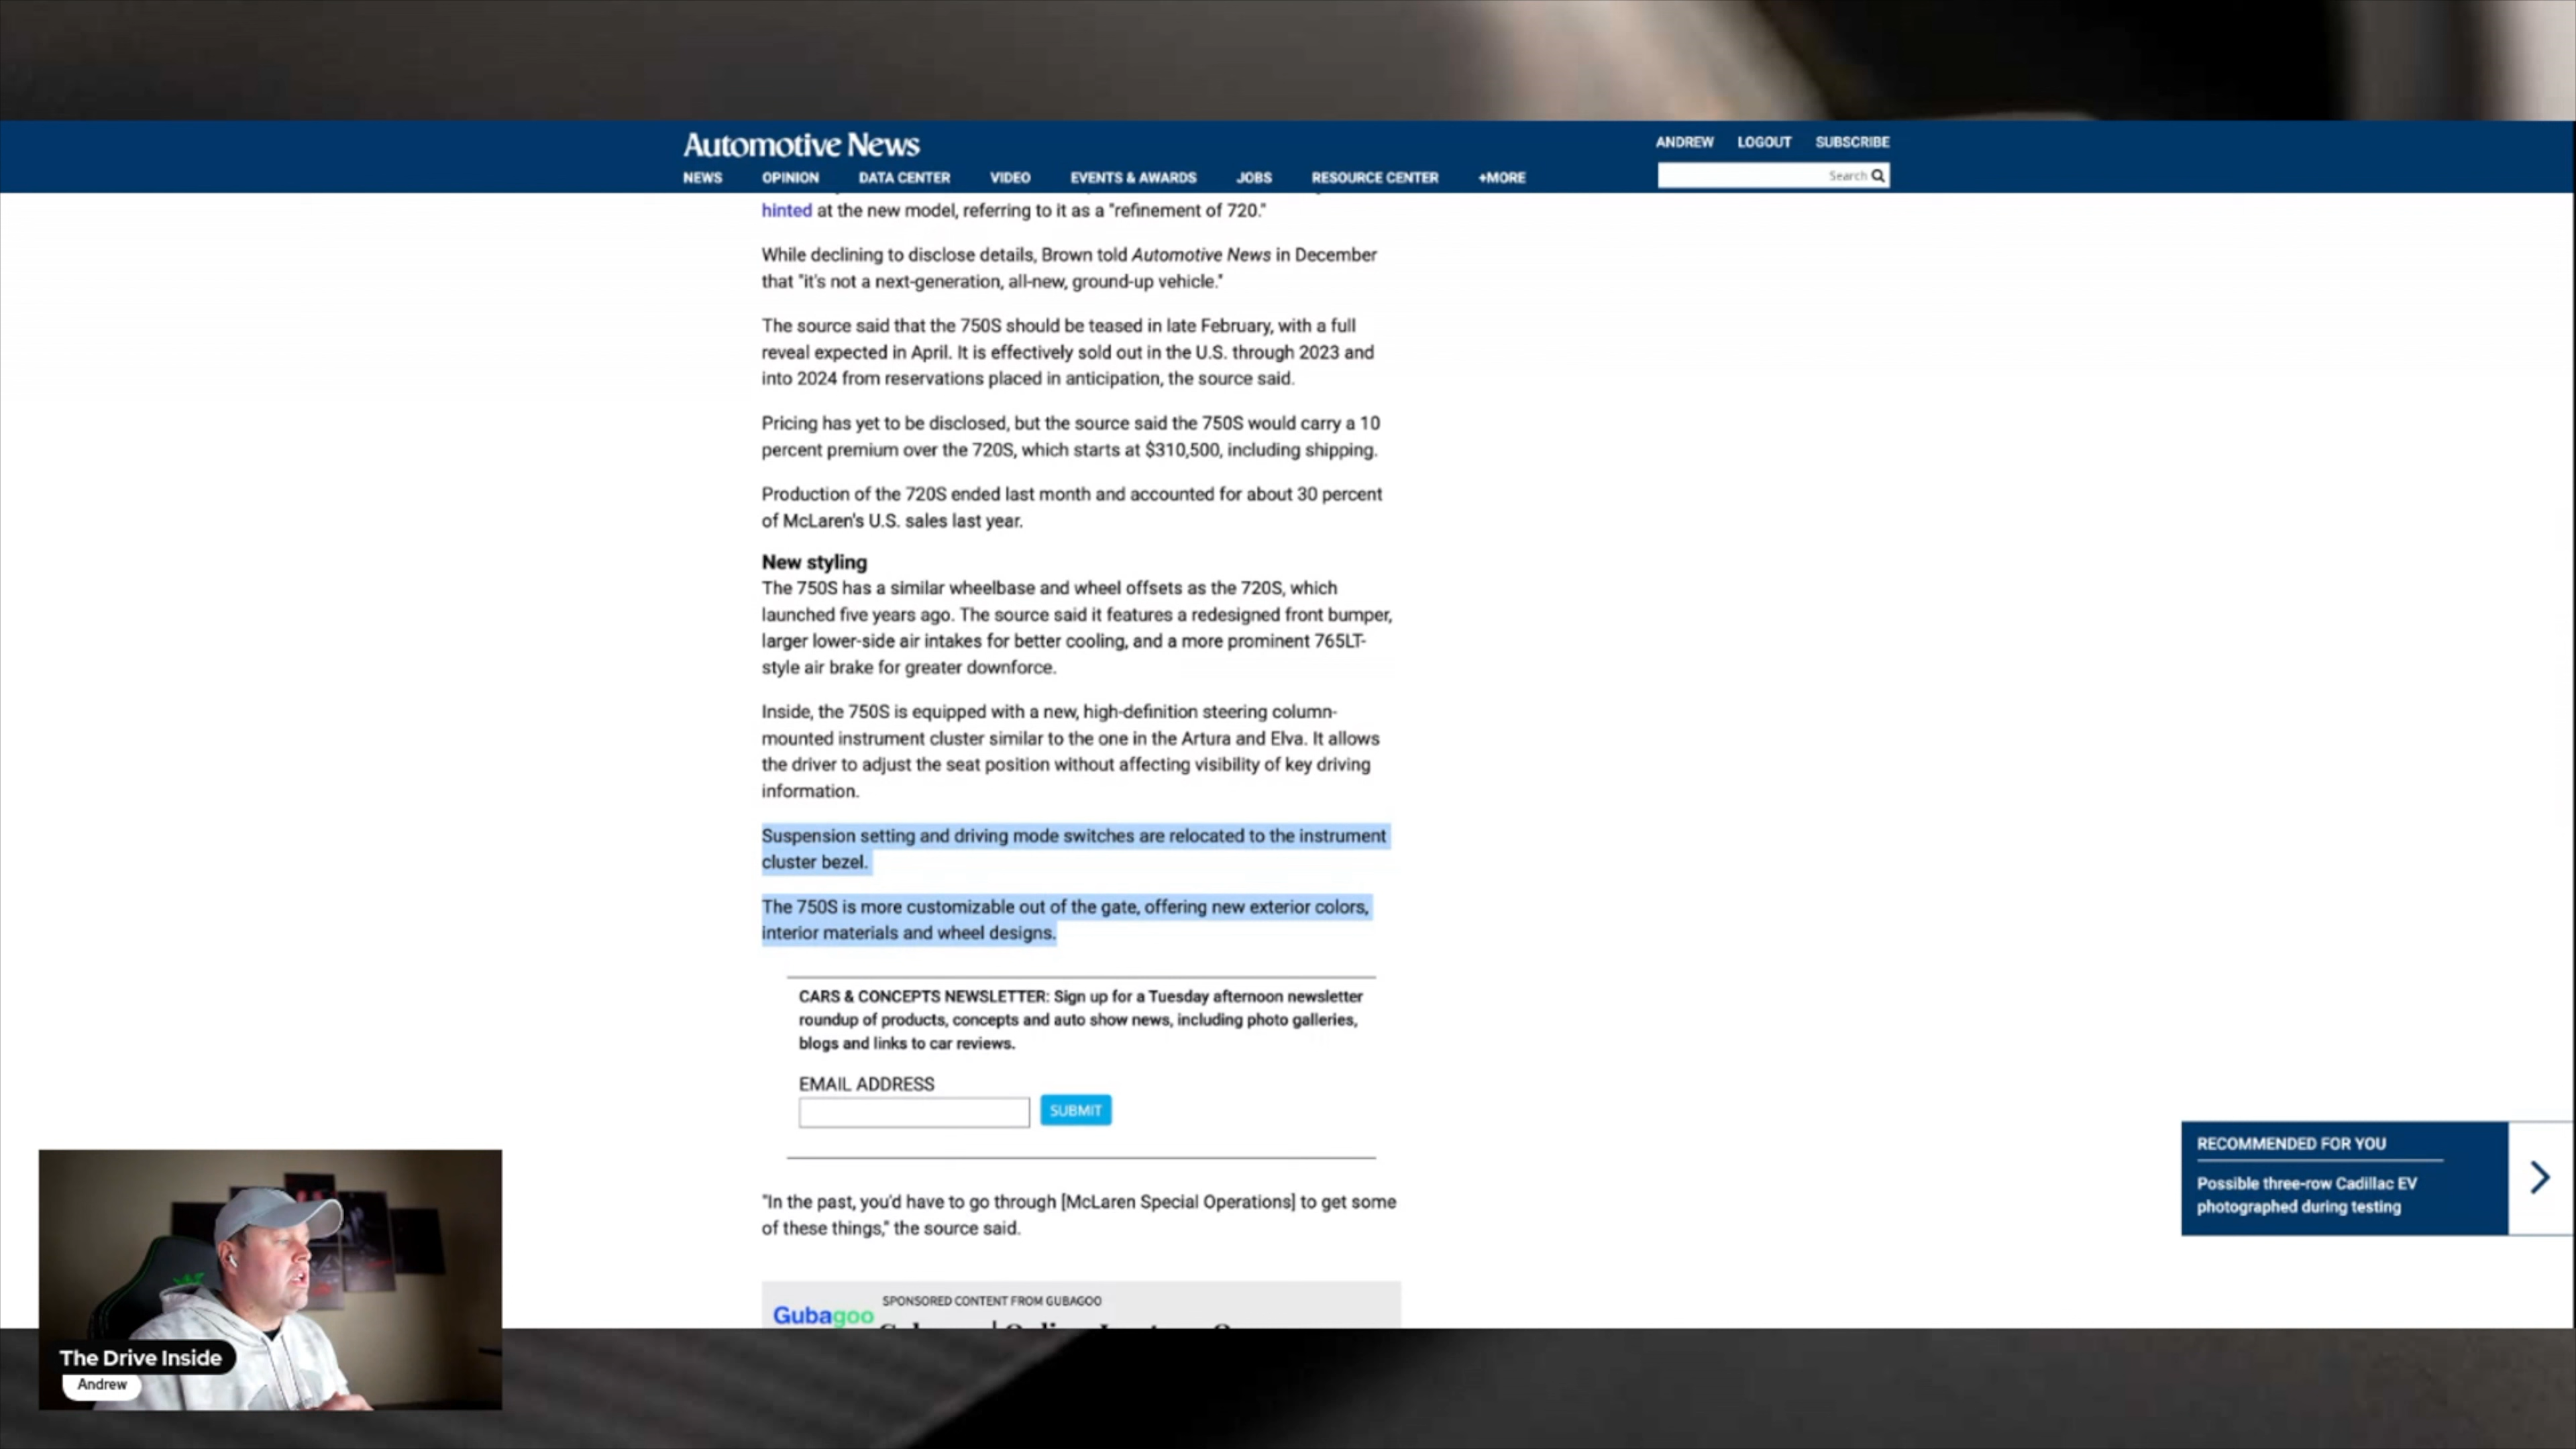 Automotive News
ANDREW LOGOUT SUBSCRIBE
NEWS OPINION DATA CENTER VIDEO EVENTS & AWARDS JOBS RESOURCE CENTER +MORE
Search
hinted at the new model, referring to it as a "refinement of 720."
While declining to disclose details, Brown told Automotive News in December
that "it's not a next-generation, all-new, ground-up vehicle."
The source said that the 750S should be teased in late February, with a full
reveal expected in April. It is effectively sold out in the U.S. through 2023 and
into 2024 from reservations placed in anticipation, the source said.
Pricing has yet to be disclosed, but the source said the 750S would carry a 10
percent premium over the 720S, which starts at $310,500, including shipping.
Production of the 720S ended last month and accounted for about 30 percent
of McLaren's U.S. sales last year.
New styling
The 750S has a similar wheelbase and wheel offsets as the 720S, which
launched five years ago. The source said it features a redesigned front bumper,
larger lower-side air intakes for better cooling, and a more prominent 765LT-
style air brake for greater downforce.
Inside, the 750S is equipped with a new, high-definition steering column-
mounted instrument cluster similar to the one in the Artura and Elva. It allows
the driver to adjust the seat position without affecting visibility of key driving
information.
Suspension setting and driving mode switches are relocated to the instrument
cluster bezel.
The 750S is more customizable out of the gate, offering new exterior colors,
interior materials and wheel designs.
CARS & CONCEPTS NEWSLETTER: Sign up for a Tuesday afternoon newsletter
roundup of products, concepts and auto show news, including photo galleries,
blogs and links to car reviews.
EMAIL ADDRESS
SUBMIT
"In the past, you'd have to go through [McLaren Special Operations] to get some
of these things," the source said.
SPONSORED CONTENT FROM GUBAGOO
Gubagoo
RECOMMENDED FOR YOU
Possible three-row Cadillac EV
photographed during testing
The Drive Inside
Andrew